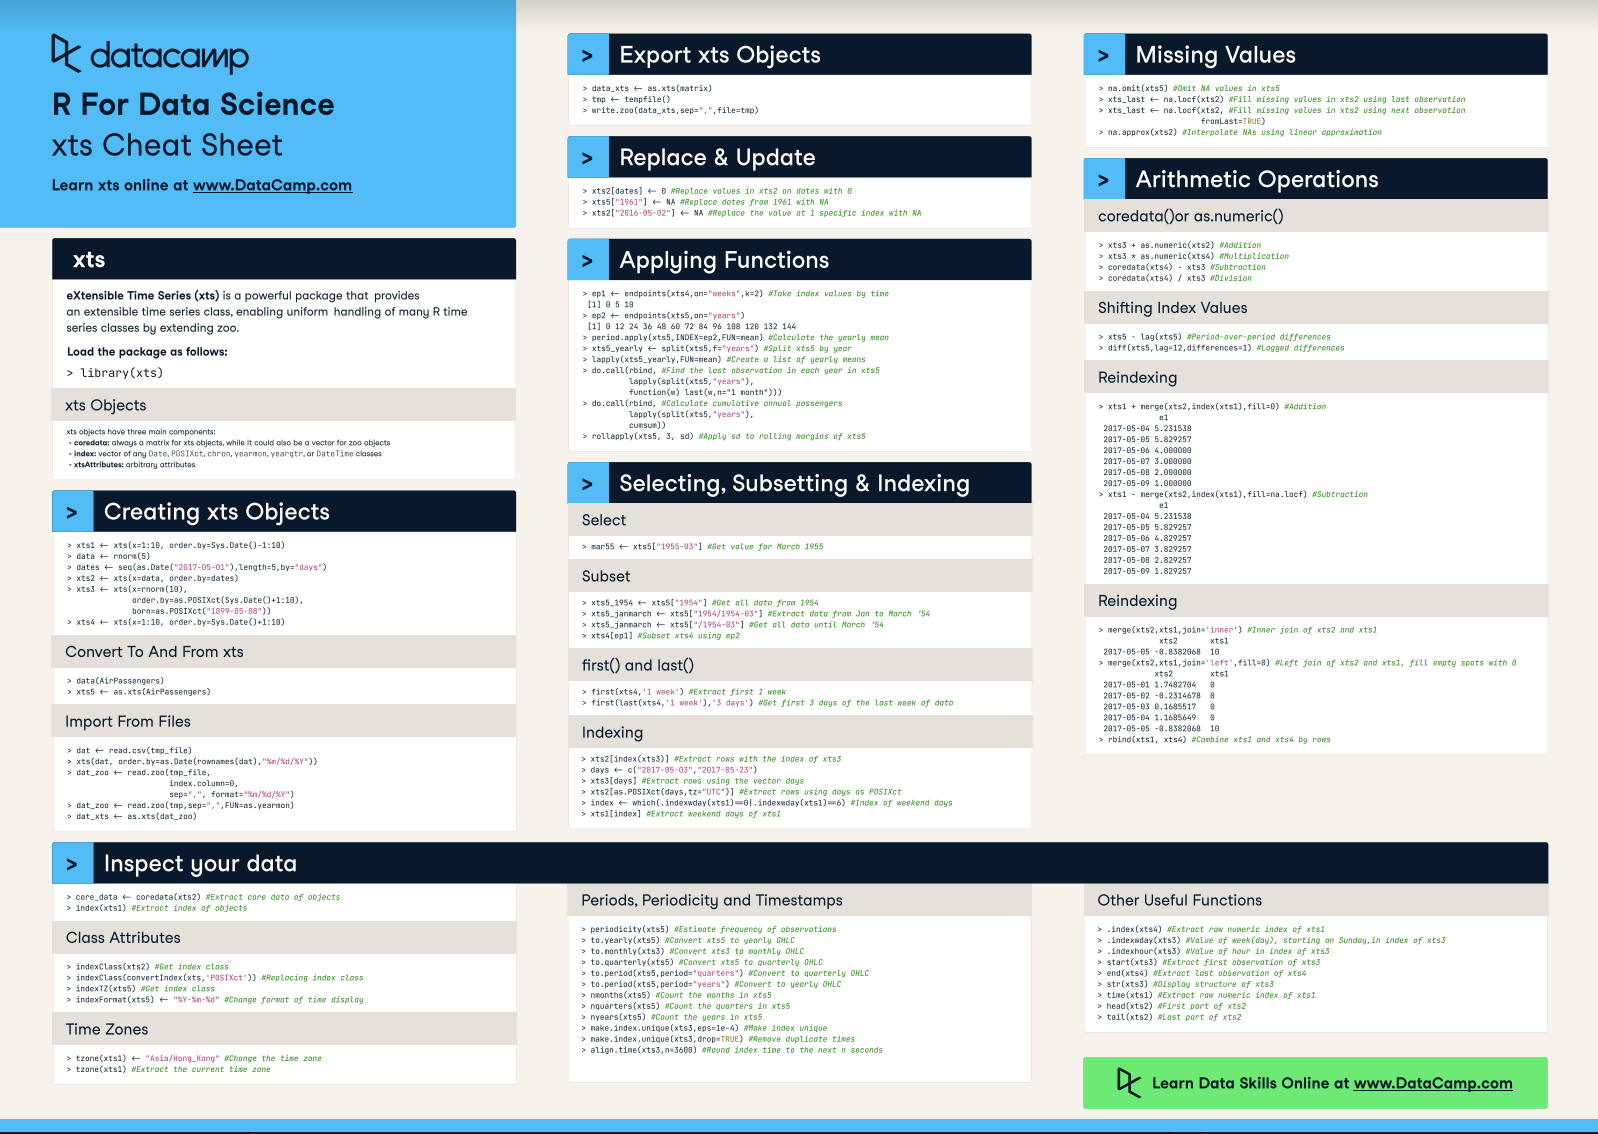 datacamp
R For Data Science
xts Cheat Sheet
Learn xts online at www.DataCamp.com
xts
eXtensible Time Series (xts) is a powerful package that provides
an extensible time series class, enabling uniform handling of many R time
series classes by extending zoo.
Load the package as follows:
> library(xts)
xts Objects
xts objects have three main components:
- coredata: always a matrix for xts objects, while it could also be a vector for zoo objects
- index: vector of any Date, POSIXct, chron, yearmon, yearqtr, or DateTime classes
- xtsAttributes: arbitrary attributes
> Creating xts Objects
> xts1 <- xts(x=1:10, order.by=Sys.Date()-1:10)
> data <- rnorm(5)
> dates <- seq(as.Date("2017-05-01"),length=5,by="days")
> xts2 <- xts(x=data, order.by=dates)
> xts3 <- xts(x=rnorm(10),
order.by=as.POSIXct(Sys.Date()+1:10),
born=as.POSIXct("1899-05-08"))
> xts4 <- xts(x=1:10, order.by=Sys.Date()+1:10)
Convert To And From xts
> data(AirPassengers)
> xts5 <- as.xts(AirPassengers)
Import From Files
> dat <- read.csv(tmp_file)
> xts(dat, order.by=as.Date(rownames(dat),"%m/%d/%Y"))
> dat_zoo <- read.zoo(tmp_file,
index.column=0,
sep=",", format="%m/%d/%Y")
> dat_zoo <- read.zoo(tmp,sep=",",FUN=as.yearmon)
> dat_xts <- as.xts(dat_zoo)
> Export xts Objects
> data_xts <- as.xts(matrix)
> tmp <- tempfile()
> write.zoo(data_xts,sep=",",file=tmp)
> Replace & Update
> xts2[dates] <- 0 #Replace values in xts2 on dates with 0
> xts5["1961"] <- NA #Replace dates from 1961 with NA
> xts2["2016-05-02"] <- NA #Replace the value at 1 specific index with NA
> Applying Functions
> ep1 <- endpoints(xts4,on="weeks",k=2) #Take index values by time
[1] 0 5 10
> ep2 <- endpoints(xts5,on="years")
[1] 0 12 24 36 48 60 72 84 96 108 120 132 144
> period.apply(xts5,INDEX=ep2,FUN=mean) #Calculate the yearly mean
> xts5_yearly <- split(xts5,f="years") #Split xts5 by year
> lapply(xts5_yearly,FUN=mean) #Create a list of yearly means
> do.call(rbind, #Find the last observation in each year in xts5
lapply(split(xts5,"years"),
function(w) last(w,n="1 month")))
> do.call(rbind, #Calculate cumulative annual passengers
lapply(split(xts5,"years"),
cumsum))
> rollapply(xts5, 3, sd) #Apply sd to rolling margins of xts5
> Selecting, Subsetting & Indexing
Select
> mar55 <- xts5["1955-03"] #Get value for March 1955
Subset
> xts5_1954 <- xts5["1954"] #Get all data from 1954
> xts5_janmarch <- xts5["1954/1954-03"] #Extract data from Jan to March ‘54
> xts5_janmarch <- xts5["/1954-03"] #Get all data until March ‘54
> xts4[ep1] #Subset xts4 using ep2
first() and last()
> first(xts4,'1 week') #Extract first 1 week
> first(last(xts4,'1 week'),'3 days') #Get first 3 days of the last week of data
Indexing
> xts2[index(xts3)] #Extract rows with the index of xts3
> days <- c("2017-05-03","2017-05-23")
> xts3[days] #Extract rows using the vector days
> xts2[as.POSIXct(days,tz="UTC")] #Extract rows using days as POSIXct
> index <- which(.indexwday(xts1)==0|.indexwday(xts1)==6) #Index of weekend days
> xts1[index] #Extract weekend days of xts1
> Missing Values
> na.omit(xts5) #Omit NA values in xts5
> xts_last <- na.locf(xts2) #Fill missing values in xts2 using last observation
> xts_last <- na.locf(xts2, #Fill missing values in xts2 using next observation
fromLast=TRUE)
> na.approx(xts2) #Interpolate NAs using linear approximation
> Arithmetic Operations
coredata()or as.numeric()
> xts3 + as.numeric(xts2) #Addition
> xts3 * as.numeric(xts4) #Multiplication
> coredata(xts4) - xts3 #Subtraction
> coredata(xts4) / xts3 #Division
Shifting Index Values
> xts5 - lag(xts5) #Period-over-period differences
> diff(xts5,lag=12,differences=1) #Lagged differences
Reindexing
> xts1 + merge(xts2,index(xts1),fill=0) #Addition
e1
2017-05-04 5.231538
2017-05-05 5.829257
2017-05-06 4.000000
2017-05-07 3.000000
2017-05-08 2.000000
2017-05-09 1.000000
> xts1 - merge(xts2,index(xts1),fill=na.locf) #Subtraction
e1
2017-05-04 5.231538
2017-05-05 5.829257
2017-05-06 4.829257
2017-05-07 3.829257
2017-05-08 2.829257
2017-05-09 1.829257
Reindexing
> merge(xts2,xts1,join='inner') #Inner join of xts2 and xts1
xts2 xts1
2017-05-05 -0.8382068 10
> merge(xts2,xts1,join='left',fill=0) #Left join of xts2 and xts1, fill empty spots with 0
xts2 xts1
2017-05-01 1.7482704 0
2017-05-02 -0.2314678 0
2017-05-03 0.1685517 0
2017-05-04 1.1685649 0
2017-05-05 -0.8382068 10
> rbind(xts1, xts4) #Combine xts1 and xts4 by rows
> Inspect your data
> core_data <- coredata(xts2) #Extract core data of objects
> index(xts1) #Extract index of objects
Class Attributes
> indexClass(xts2) #Get index class
> indexClass(convertIndex(xts,'POSIXct')) #Replacing index class
> indexTZ(xts5) #Get index class
> indexFormat(xts5) <- "%Y-%m-%d" #Change format of time display
Time Zones
> tzone(xts1) <- "Asia/Hong_Kong" #Change the time zone
> tzone(xts1) #Extract the current time zone
Periods, Periodicity and Timestamps
> periodicity(xts5) #Estimate frequency of observations
> to.yearly(xts5) #Convert xts5 to yearly OHLC
> to.monthly(xts3) #Convert xts3 to monthly OHLC
> to.quarterly(xts5) #Convert xts5 to quarterly OHLC
> to.period(xts5,period="quarters") #Convert to quarterly OHLC
> to.period(xts5,period="years") #Convert to yearly OHLC
> nmonths(xts5) #Count the months in xts5
> nquarters(xts5) #Count the quarters in xts5
> nyears(xts5) #Count the years in xts5
> make.index.unique(xts3,eps=1e-4) #Make index unique
> make.index.unique(xts3,drop=TRUE) #Remove duplicate times
> align.time(xts3,n=3600) #Round index time to the next n seconds
Other Useful Functions
> .index(xts4) #Extract raw numeric index of xts1
> .indexwday(xts3) #Value of week(day), starting on Sunday,in index of xts3
> .indexhour(xts3) #Value of hour in index of xts3
> start(xts3) #Extract first observation of xts3
> end(xts4) #Extract last observation of xts4
> str(xts3) #Display structure of xts3
> time(xts1) #Extract raw numeric index of xts1
> head(xts2) #First part of xts2
> tail(xts2) #Last part of xts2
Learn Data Skills Online at www.DataCamp.com